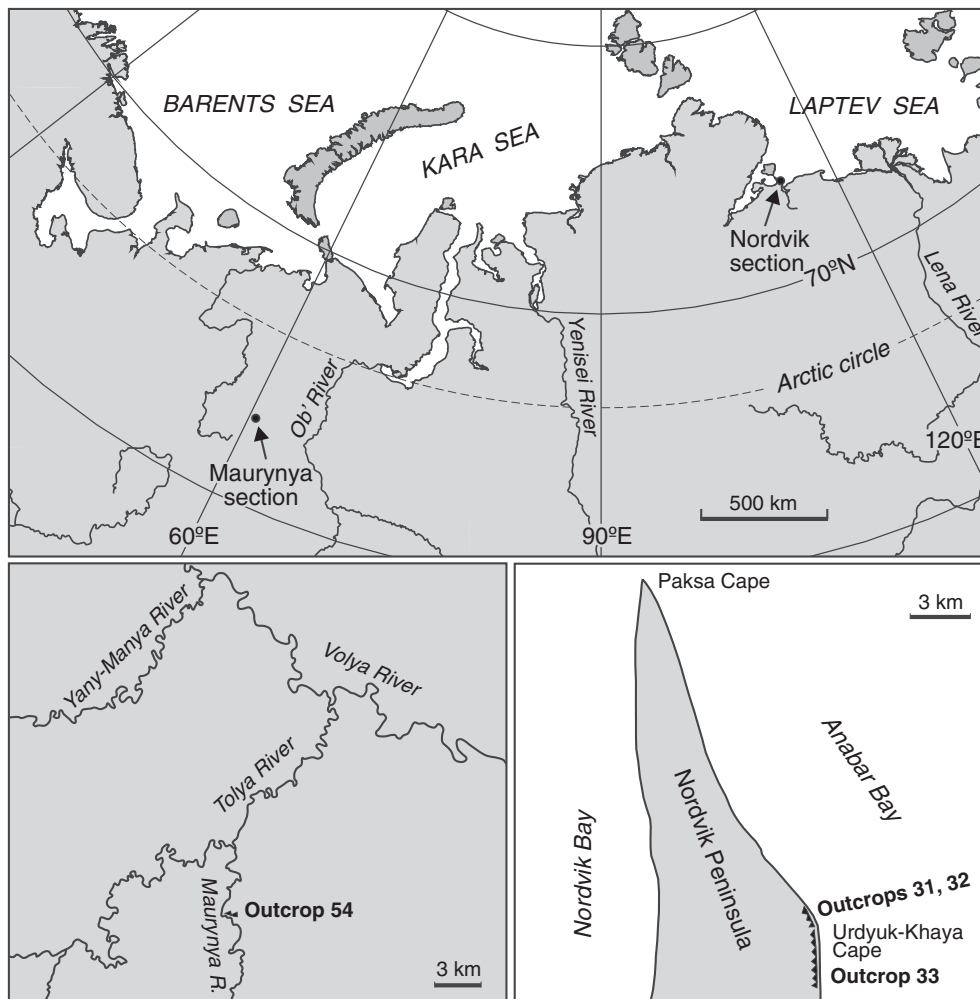 BARENTS SEA
LAPTEV SEA
KARA SEA
Nordvik
section
70ºN
Lena River
Yenisei River
Arctic circle
Ob' River
Maurynya
section
120ºE
500 km
60ºE
90ºE
Yany-Manya River
Volya River
Tolya River
Maurynya R.
Outcrop 54
3 km
Paksa Cape
3 km
Anabar Bay
Nordvik Peninsula
Nordvik Bay
Outcrops 31, 32
Urdyuk-Khaya
Cape
Outcrop 33